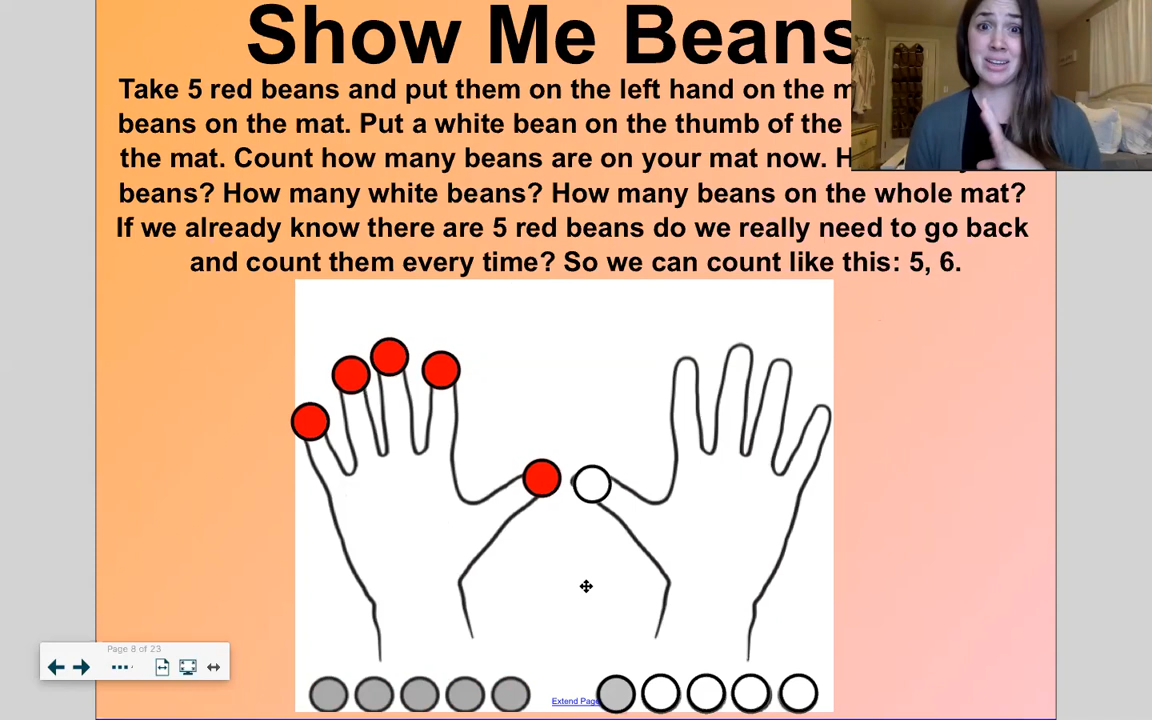 Show Me Beans
Take 5 red beans and put them on the left hand on the
beans on the mat. Put a white bean on the thumb of the
the mat. Count how many beans are on your mat now.
beans? How many white beans? How many beans on the whole mat?
If we already know there are 5 red beans do we really need to go back
and count them every time? So we can count like this: 5, 6.
Page 8 of 23
Extend Page